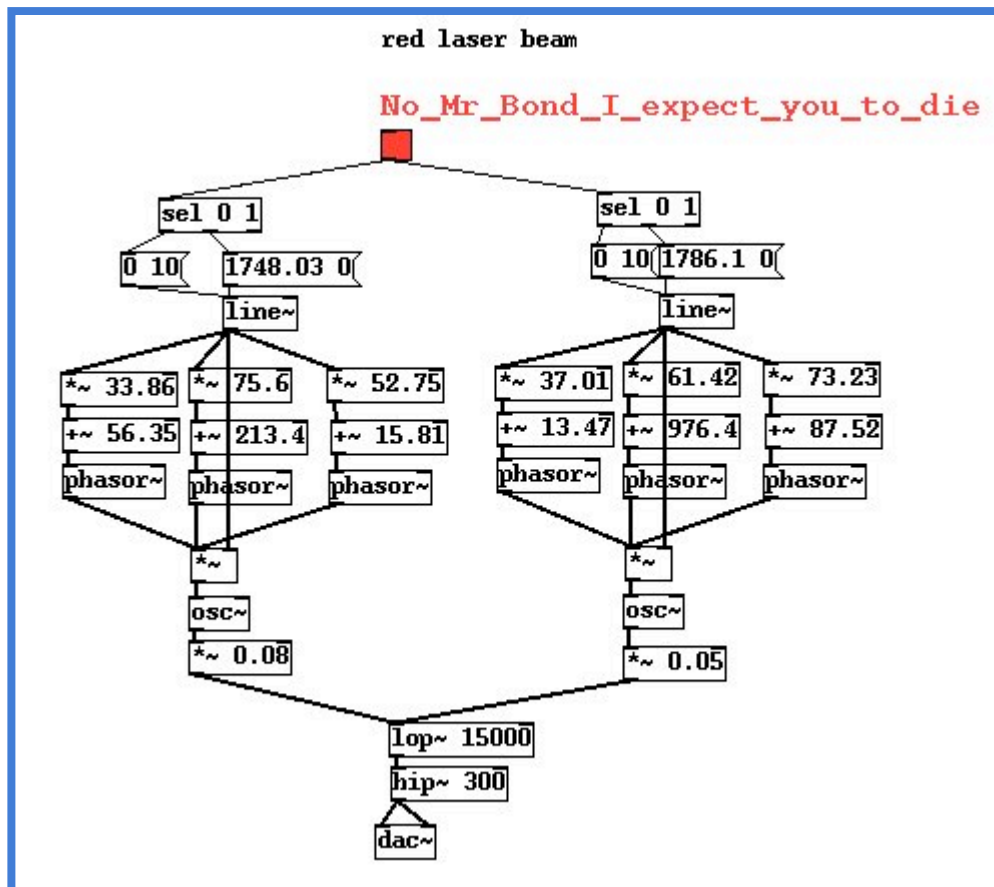 red laser beam
No_Mr_Bond_I_expect_you_to_die
sel 0 1
sel 0 1
0 10
1748.03 0
0 10
1786.1 0
line~
line~
*~ 33.86
*~ 75.6
*~ 52.75
*~ 37.01
*~ 61.42
*~ 73.23
+~ 56.35
+~ 213.4
+~ 15.81
+~ 13.47
+~ 976.4
+~ 87.52
phasor~
phasor~
phasor~
phasor~
phasor~
phasor~
*~
*~
osc~
osc~
*~ 0.08
*~ 0.05
lop~ 15000
hip~ 300
dac~